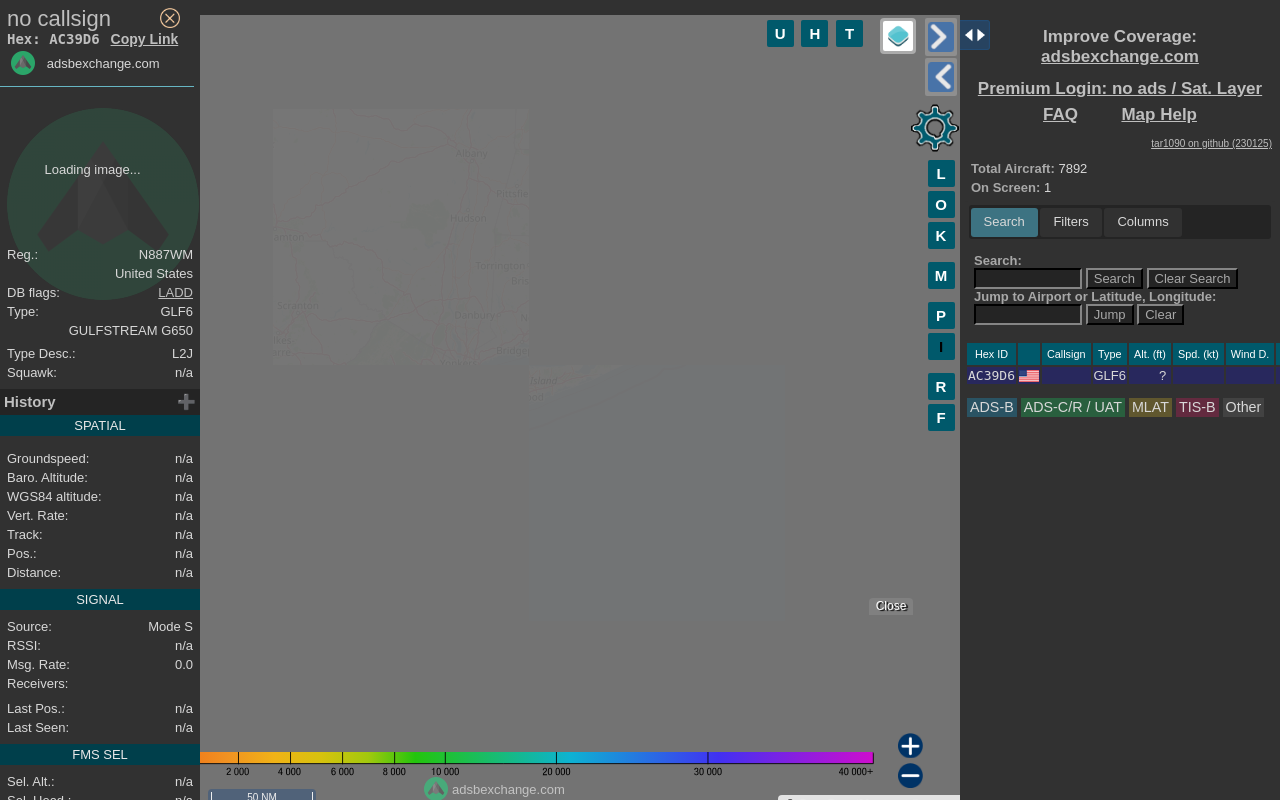 no callsign
Hex: AC39D6 Copy Link
adsbexchange.com
Loading image...
Reg.: N887WM
United States
DB flags: LADD
Type: GLF6
GULFSTREAM G650
Type Desc.: L2J
Squawk: n/a
History
SPATIAL
Groundspeed: n/a
Baro. Altitude: n/a
WGS84 altitude: n/a
Vert. Rate: n/a
Track: n/a
Pos.: n/a
Distance: n/a
SIGNAL
Source: Mode S
RSSI: n/a
Msg. Rate: 0.0
Receivers:
Last Pos.: n/a
Last Seen: n/a
FMS SEL
Sel. Alt.: n/a
Sel. Head.: n/a
U H T
L
O
K
M
P
I
R
F
Albany
Hudson
Torrington
Scranton
Danbury
Close
2 000 4 000 6 000 8 000 10 000 20 000 30 000 40 000+
adsbexchange.com
50 NM
Improve Coverage:
adsbexchange.com
Premium Login: no ads / Sat. Layer
FAQ Map Help
tar1090 on github (230125)
Total Aircraft: 7892
On Screen: 1
Search Filters Columns
Search:
Search Clear Search
Jump to Airport or Latitude, Longitude:
Jump Clear
Hex ID Callsign Type Alt. (ft) Spd. (kt) Wind D.
AC39D6 GLF6 ?
ADS-B ADS-C/R / UAT MLAT TIS-B Other